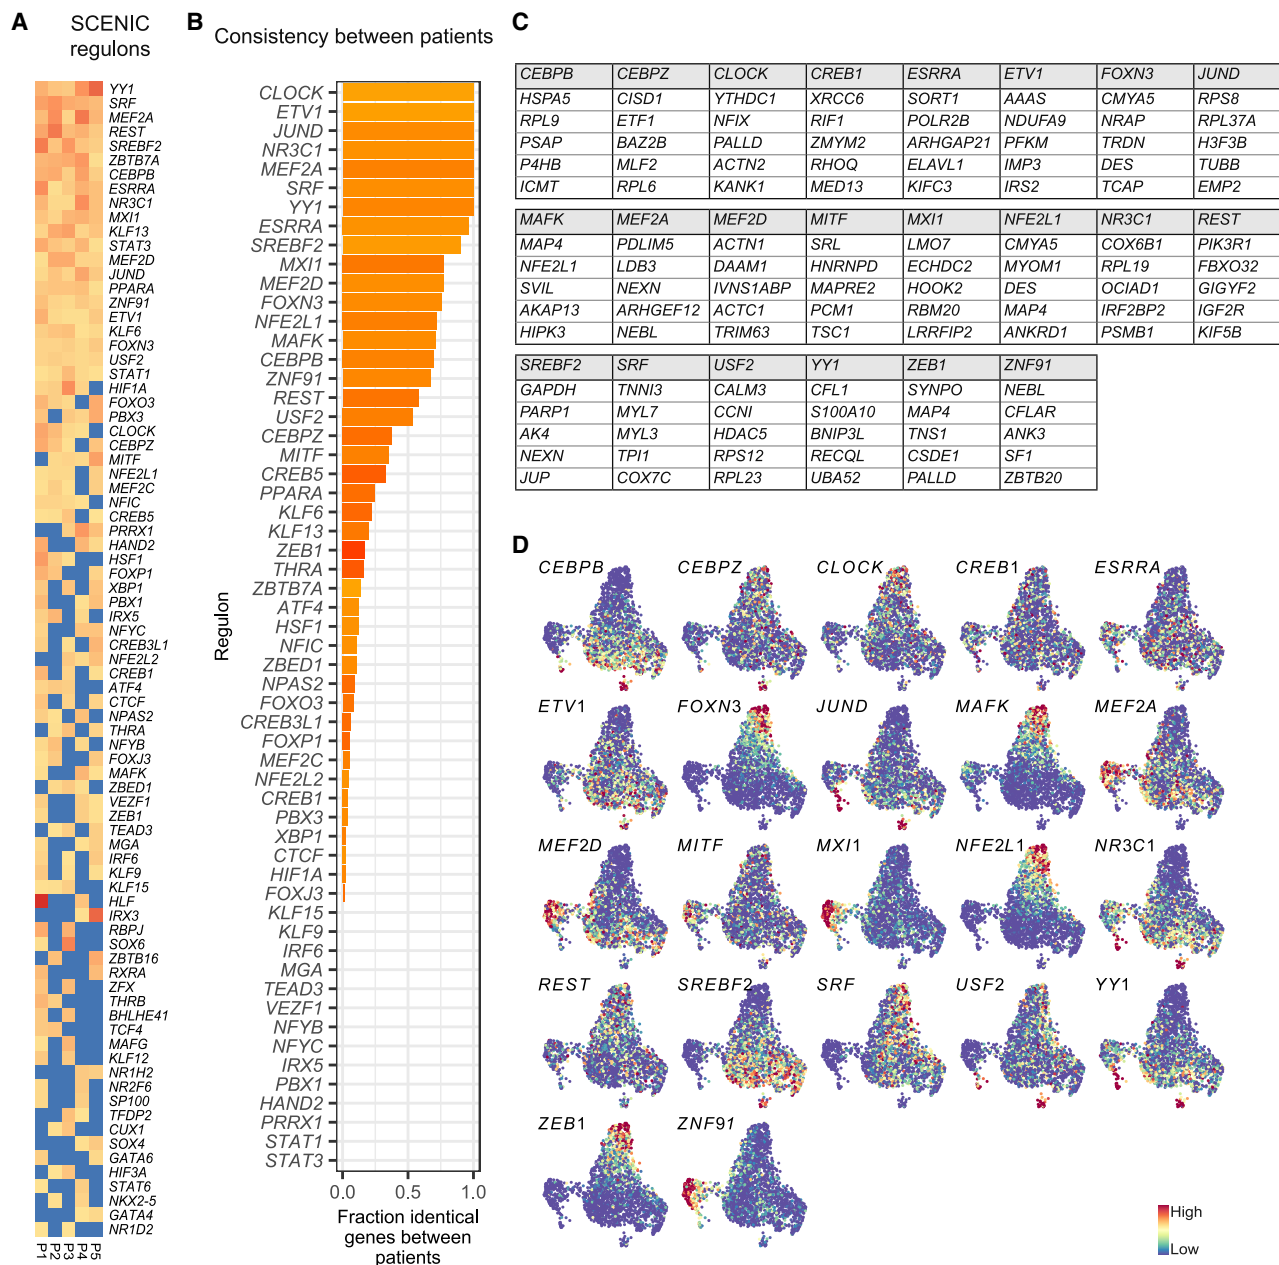 A
SCENIC
regulons
YY1
SRF
MEF2A
REST
SREBF2
ZBTB7A
CEBPB
ESRRA
NR3C1
MXI1
KLF13
STAT3
MEF2D
JUND
PPARA
ZNF91
ETV1
KLF6
FOXN3
USF2
STAT1
HIF1A
FOXO3
PBX3
CLOCK
CEBPZ
MITF
NFE2L1
MEF2C
NFIC
CREB5
PRRX1
HAND2
HSF1
FOXP1
XBP1
PBX1
IRX5
NFYC
CREB3L1
NFE2L2
CREB1
ATF4
CTCF
NPAS2
THRA
NFYB
FOXJ3
MAFK
ZBED1
VEZF1
ZEB1
TEAD3
MGA
IRF6
KLF9
KLF15
HLF
IRX3
RBPJ
SOX6
ZBTB16
RXRA
ZFX
THRB
BHLHE41
TCF4
MAFG
KLF12
NR1H2
NR2F6
SP100
TFDP2
CUX1
SOX4
GATA6
HIF3A
STAT6
NKX2-5
GATA4
NR1D2
P1 P2 P3 P4 P5
B
Consistency between patients
Regulon
CLOCK
ETV1
JUND
NR3C1
MEF2A
SRF
YY1
ESRRA
SREBF2
MXI1
MEF2D
FOXN3
NFE2L1
MAFK
CEBPB
ZNF91
REST
USF2
CEBPZ
MITF
CREB5
PPARA
KLF6
KLF13
ZEB1
THRA
ZBTB7A
ATF4
HSF1
NFIC
ZBED1
NPAS2
FOXO3
CREB3L1
FOXP1
MEF2C
NFE2L2
CREB1
PBX3
XBP1
CTCF
HIF1A
FOXJ3
KLF15
KLF9
IRF6
MGA
TEAD3
VEZF1
NFYB
NFYC
IRX5
PBX1
HAND2
PRRX1
STAT1
STAT3
0.0 0.5 1.0
Fraction identical
genes between
patients
C
CEBPB CEBPZ CLOCK CREB1 ESRRA ETV1 FOXN3 JUND
HSPA5 CISD1 YTHDC1 XRCC6 SORT1 AAAS CMYA5 RPS8
RPL9 ETF1 NFIX RIF1 POLR2B NDUFA9 NRAP RPL37A
PSAP BAZ2B PALLD ZMYM2 ARHGAP21 PFKM TRDN H3F3B
P4HB MLF2 ACTN2 RHOQ ELAVL1 IMP3 DES TUBB
ICMT RPL6 KANK1 MED13 KIFC3 IRS2 TCAP EMP2
MAFK MEF2A MEF2D MITF MXI1 NFE2L1 NR3C1 REST
MAP4 PDLIM5 ACTN1 SRL LMO7 CMYA5 COX6B1 PIK3R1
NFE2L1 LDB3 DAAM1 HNRNPD ECHDC2 MYOM1 RPL19 FBXO32
SVIL NEXN IVNS1ABP MAPRE2 HOOK2 DES OCIAD1 GIGYF2
AKAP13 ARHGEF12 ACTC1 PCM1 RBM20 MAP4 IRF2BP2 IGF2R
HIPK3 NEBL TRIM63 TSC1 LRRFIP2 ANKRD1 PSMB1 KIF5B
SREBF2 SRF USF2 YY1 ZEB1 ZNF91
GAPDH TNNI3 CALM3 CFL1 SYNPO NEBL
PARP1 MYL7 CCNI S100A10 MAP4 CFLAR
AK4 MYL3 HDAC5 BNIP3L TNS1 ANK3
NEXN TPI1 RPS12 RECQL CSDE1 SF1
JUP COX7C RPL23 UBA52 PALLD ZBTB20
D
CEBPB CEBPZ CLOCK CREB1 ESRRA
ETV1 FOXN3 JUND MAFK MEF2A
MEF2D MITF MXI1 NFE2L1 NR3C1
REST SREBF2 SRF USF2 YY1
ZEB1 ZNF91
High
Low